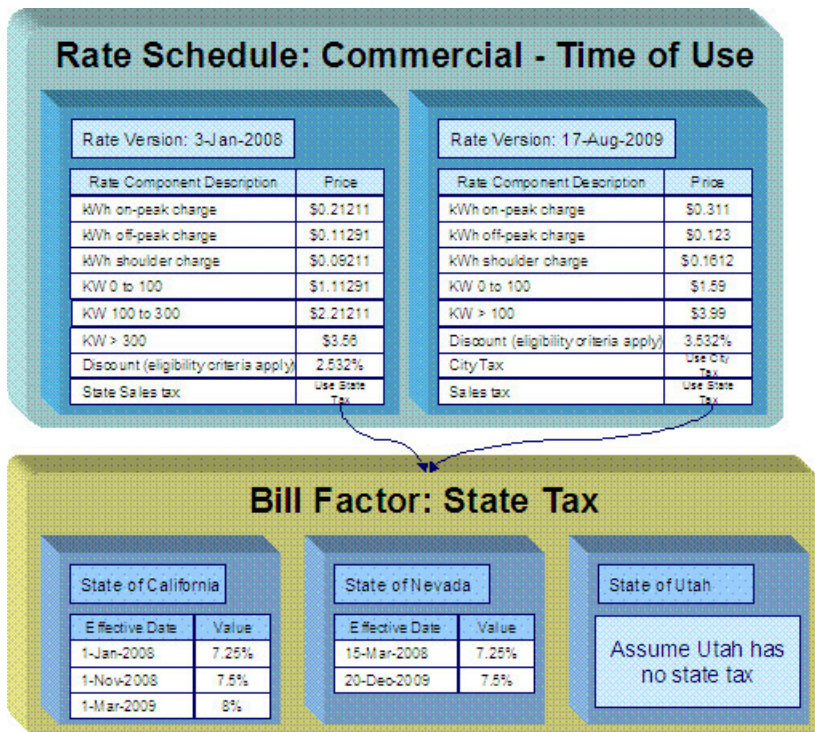 Rate Schedule: Commercial - Time of Use
Rate Version: 3-Jan-2008
Rate Component Description Price
kWh on-peak charge $0.21211
kWh off-peak charge $0.11291
kWh shoulder charge $0.09211
KW 0 to 100 $1.11291
KW 100 to 300 $2.21211
KW > 300 $3.56
Discount (eligibility criteria apply) 2.532%
State Sales tax Use State Tax
Rate Version: 17-Aug-2009
Rate Component Description Price
kWh on-peak charge $0.311
kWh off-peak charge $0.123
kWh shoulder charge $0.1612
KW 0 to 100 $1.59
KW > 100 $3.99
Discount (eligibility criteria apply) 3.532%
City Tax Use City Tax
Sales tax Use State Tax
Bill Factor: State Tax
State of California
Effective Date Value
1-Jan-2008 7.25%
1-Nov-2008 7.5%
1-Mar-2009 8%
State of Nevada
Effective Date Value
15-Mar-2008 7.25%
20-Dec-2009 7.5%
State of Utah
Assume Utah has
no state tax